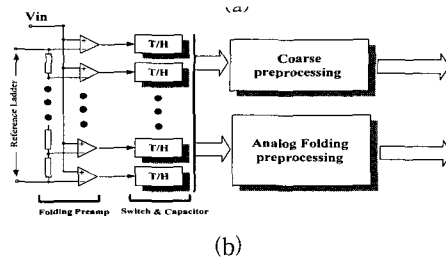 (a)
Vin
T/H
T/H
T/H
T/H
Reference Ladder
Coarse
preprocessing
Analog Folding
preprocessing
Folding Preamp
Switch & Capacitor
(b)